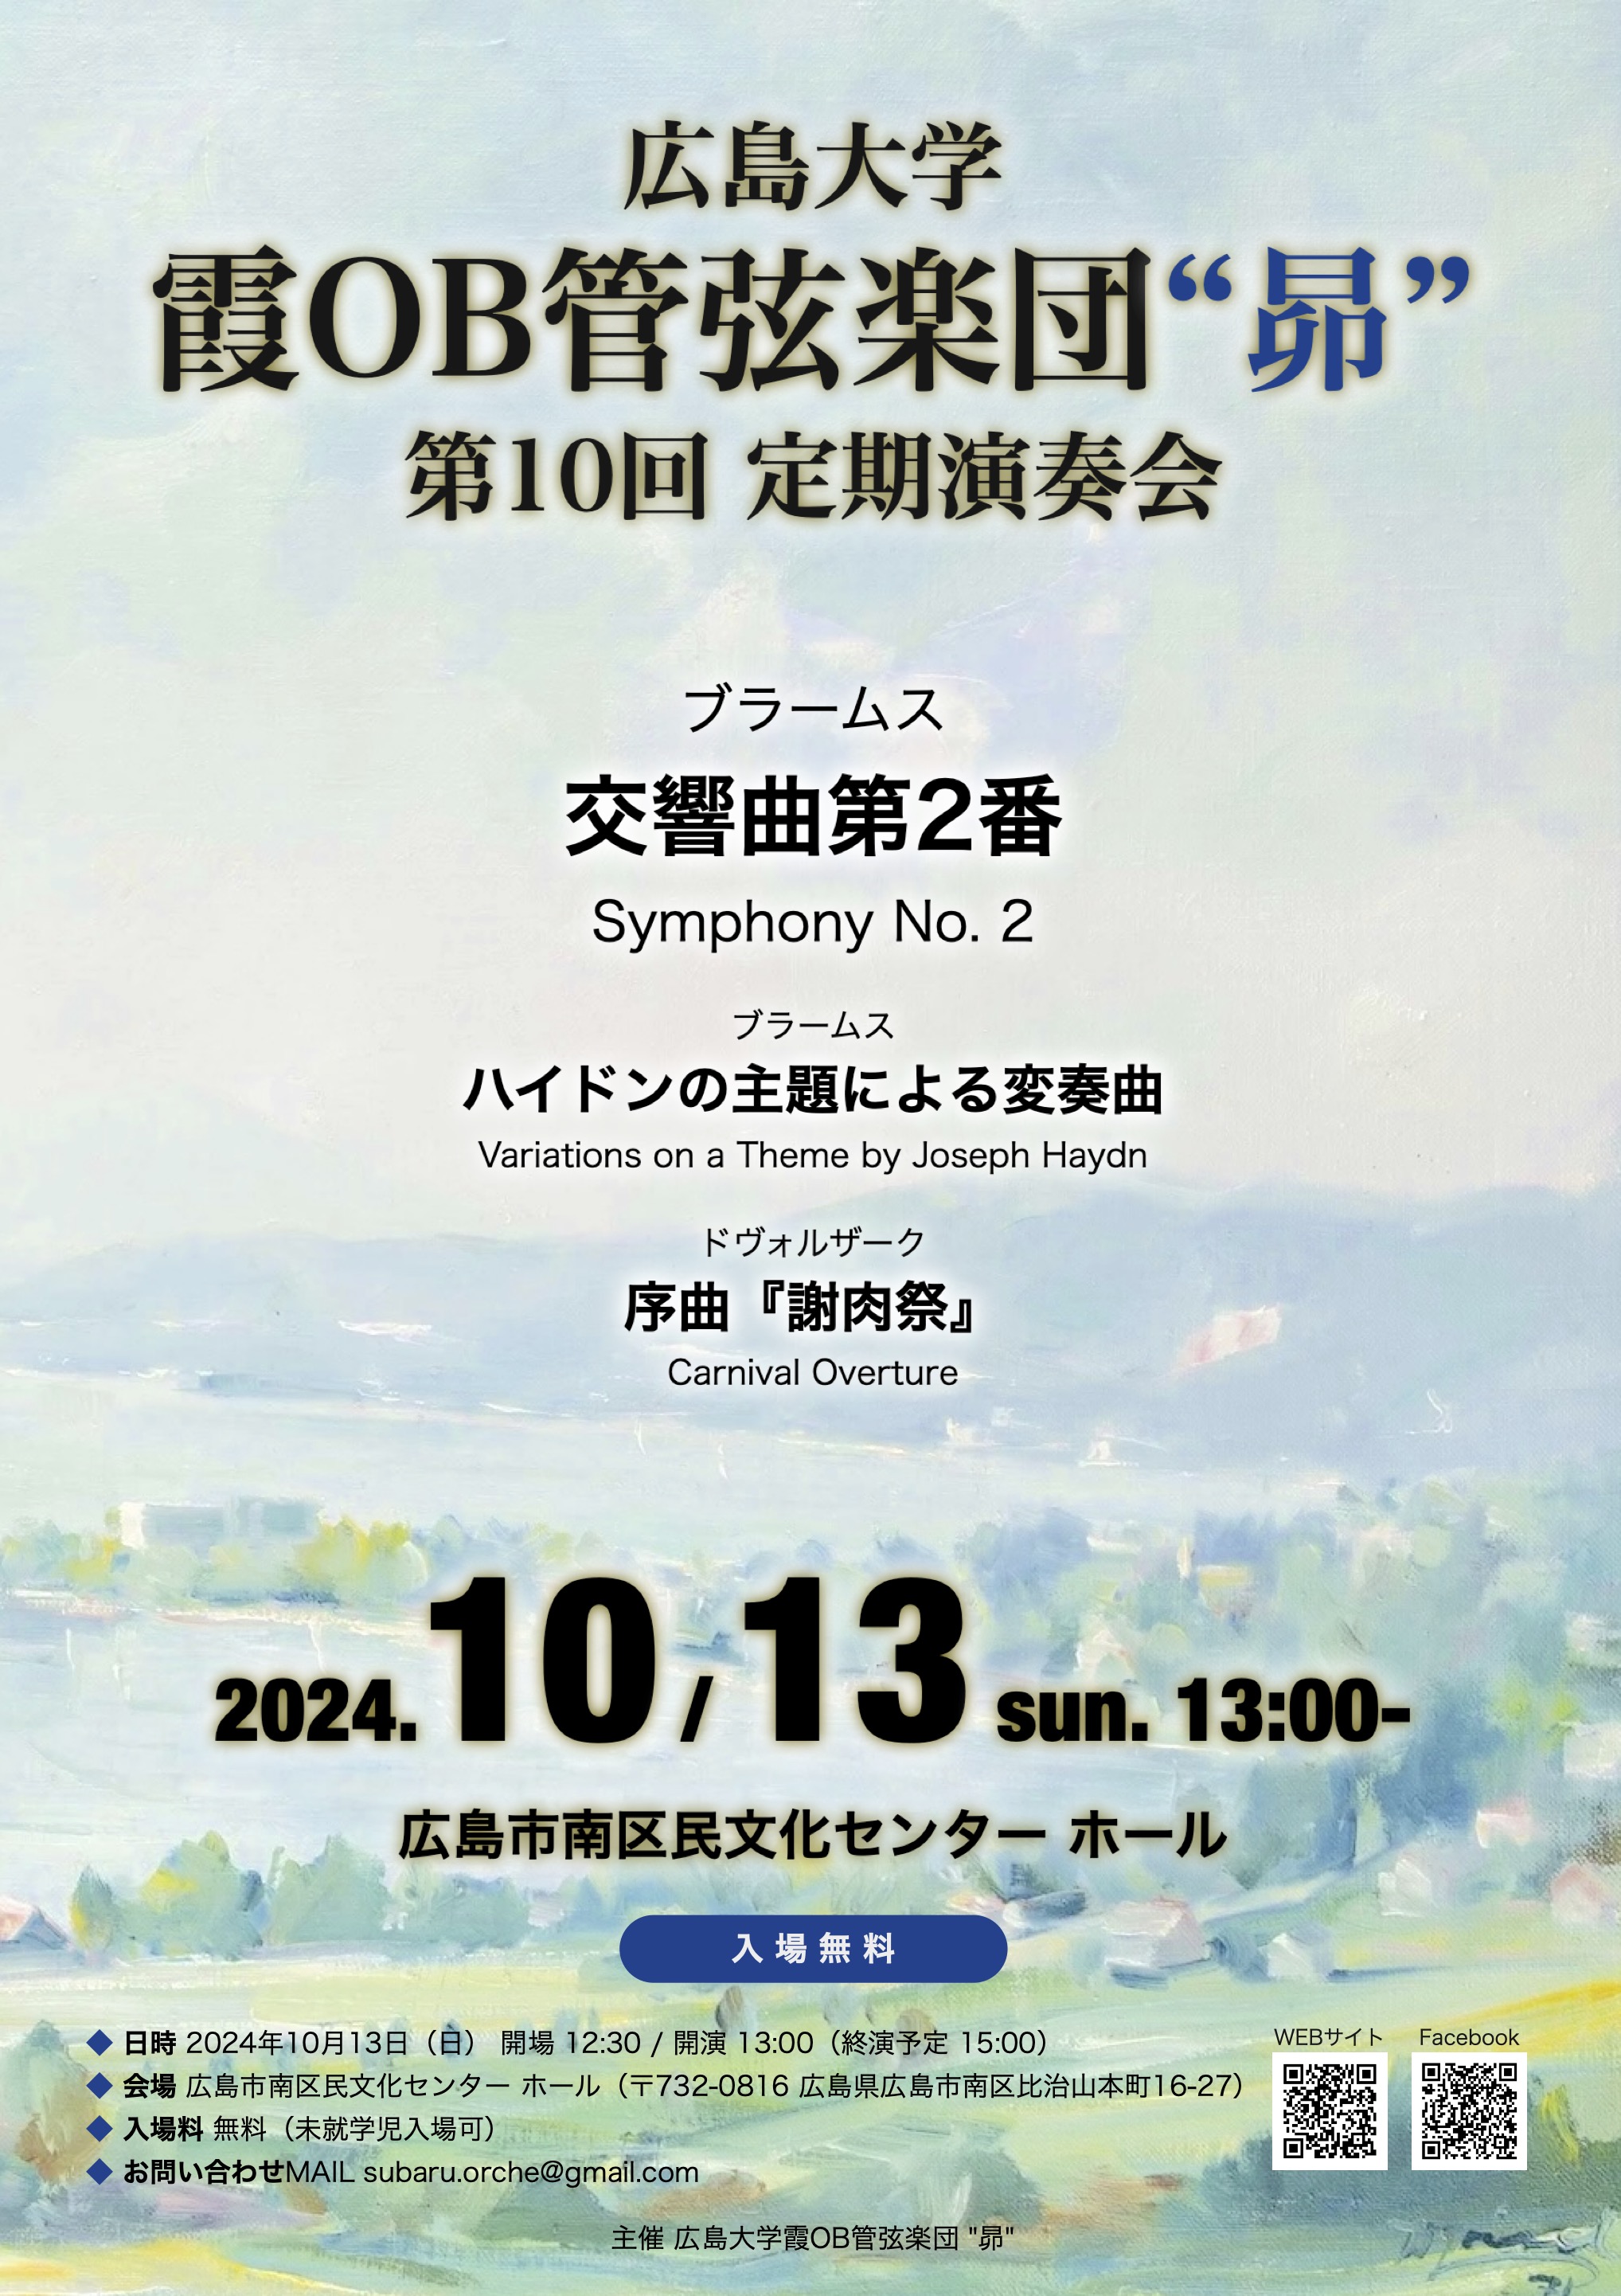 広島大学
霞OB管弦楽団“昴”
第10回 定期演奏会
ブラームス
交響曲第2番
Symphony No. 2
ブラームス
ハイドンの主題による変奏曲
Variations on a Theme by Joseph Haydn
ドヴォルザーク
序曲『謝肉祭』
Carnival Overture
2024.10/13 sun. 13:00-
広島市南区民文化センター ホール
入場無料
◆ 日時 2024年10月13日（日） 開場 12:30 / 開演 13:00（終演予定 15:00）
◆ 会場 広島市南区民文化センター ホール（〒732-0816 広島県広島市南区比治山本町16-27）
◆ 入場料 無料（未就学児入場可）
◆ お問い合わせMAIL subaru.orche@gmail.com
WEBサイト
Facebook
主催 広島大学霞OB管弦楽団 "昴"